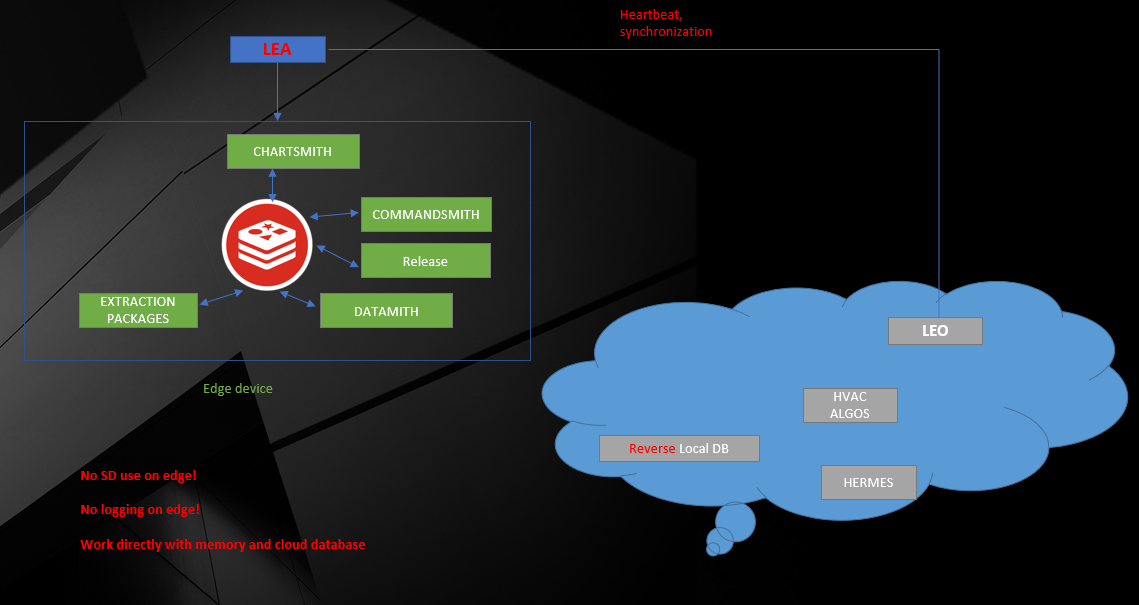 Heartbeat,
synchronization
LEA
CHARTSMITH
COMMANDSMITH
Release
EXTRACTION
PACKAGES
DATAMITH
Edge device
LEO
HVAC
ALGOS
Reverse Local DB
HERMES
No SD use on edge!
No logging on edge!
Work directly with memory and cloud database